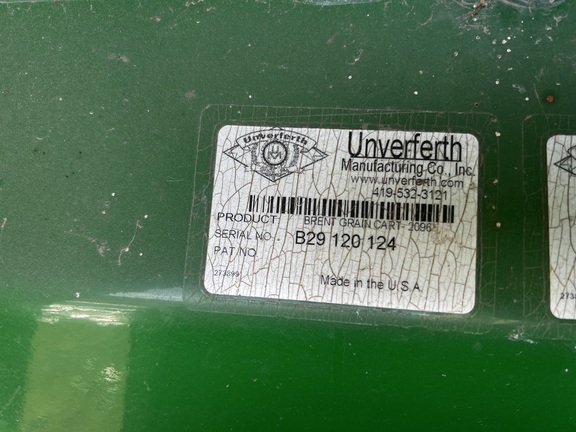 Unverferth
Unverferth
Manufacturing Co., Inc.
www.unverferth.com
419-532-3121
PRODUCT: BRENT GRAIN CART- 2096
SERIAL NO. B29 120 124
PAT NO
273899
Made in the U.S.A.